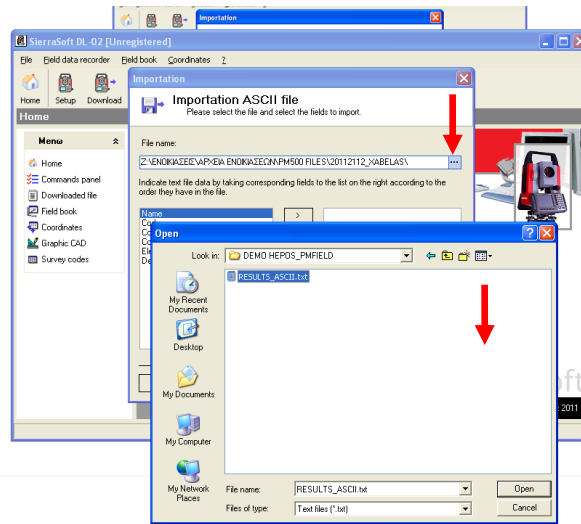 Importation
SierraSoft DL-02 [Unregistered]
File Field data recorder Field book Coordinates ?
Home Setup Download
Home
Menu
Home
Commands panel
Downloaded file
Field book
Coordinates
Graphic CAD
Survey codes
Importation
Importation ASCII file
Please select the file and select the fields to import.
File name:
Z:\ΕΝΟΙΚΙΑΣΕΙΣ\ΑΡΧΕΙΑ ΕΝΟΙΚΙΑΣΕΩΝ\PM500 FILES\20112112_XABELAS\
...
Indicate text file data by taking corresponding fields to the list on the right according to the
order they have in the file.
Name
>
Open
Look in: DEMO HEPOS_PMFIELD
RESULTS_ASCII.txt
My Recent
Documents
Desktop
My Documents
My Computer
My Network
Places
File name: RESULTS_ASCII.txt Open
Files of type: Text files (*.txt) Cancel
oft
2011